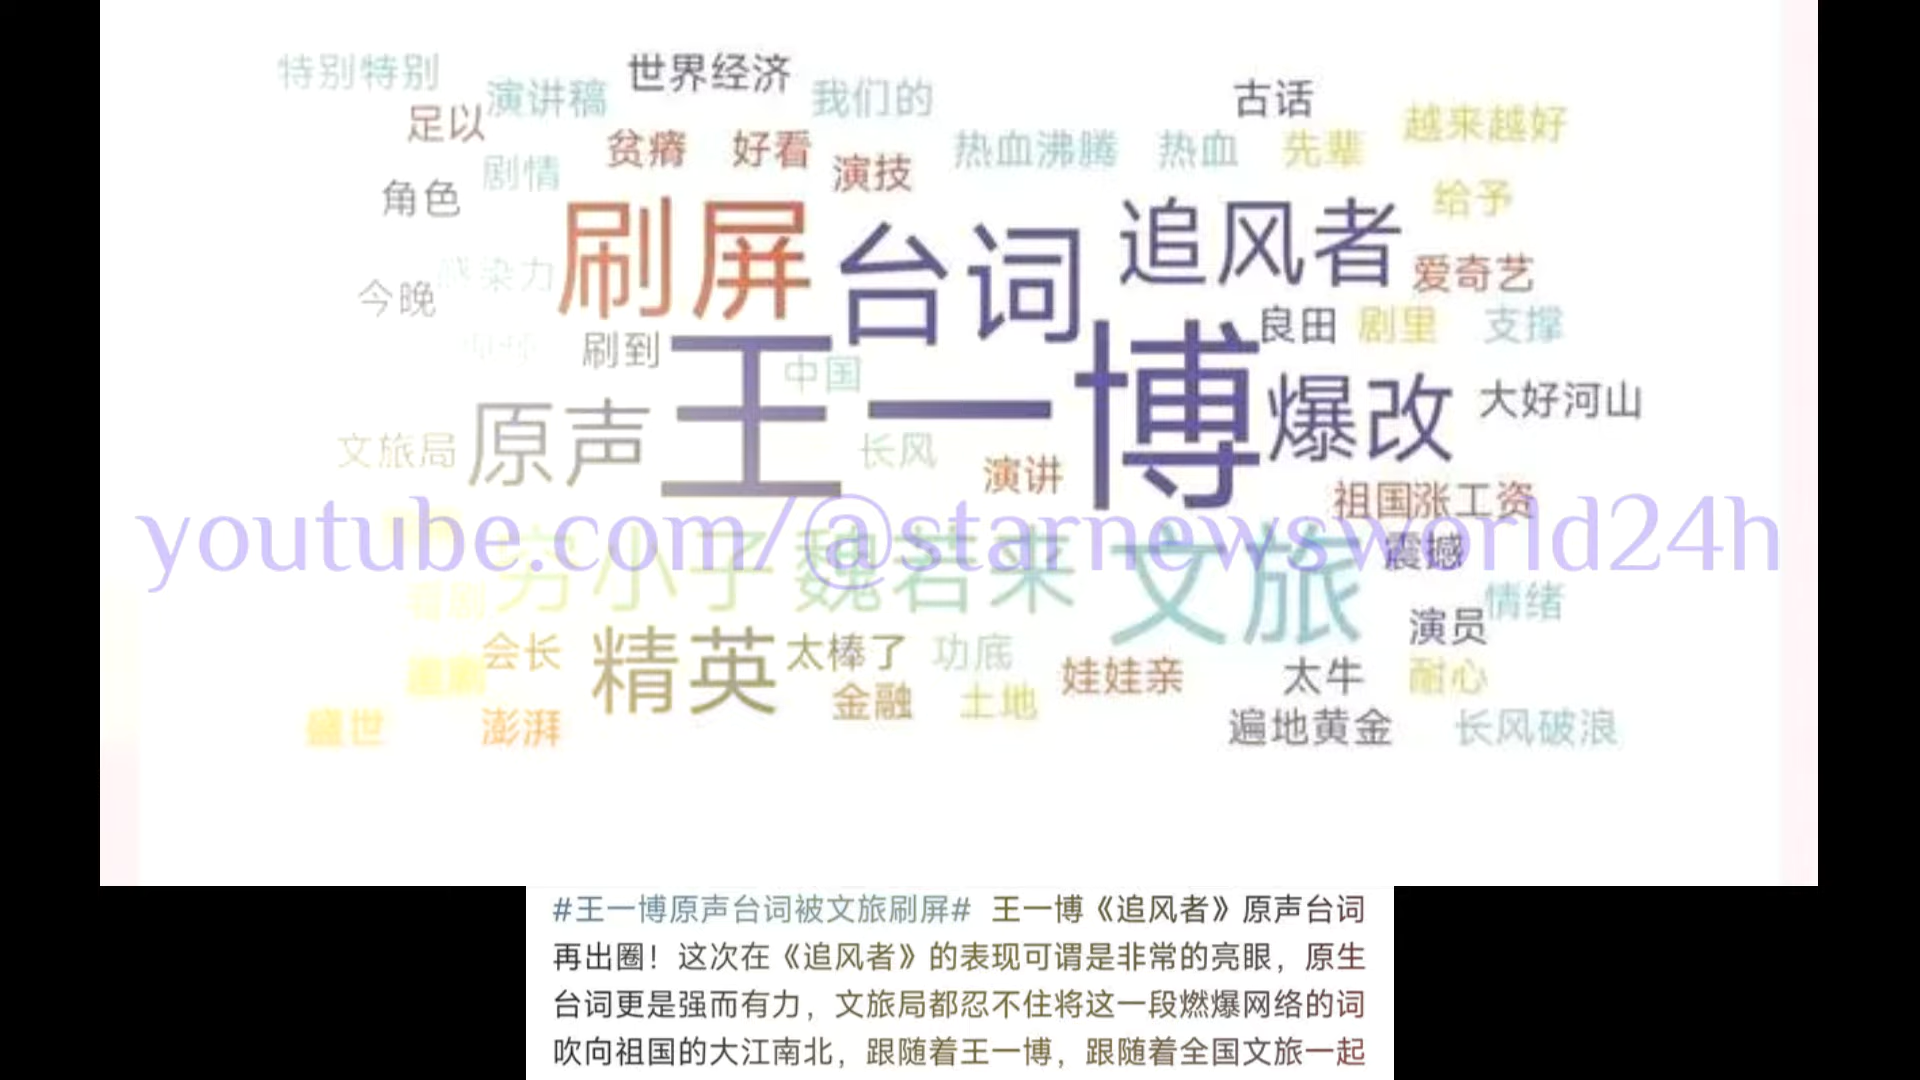 特别特别
世界经济
演讲稿
我们的
古话
足以
越来越好
贫瘠
好看
热血沸腾
热血
先辈
剧情
演技
角色
给予
刷屏
台词
追风者
感染力
爱奇艺
今晚
良田
剧里
支撑
刷到
中国
王一博
原声
爆改
大好河山
文旅局
长风
演讲
祖国涨工资
youtube.com/@starnewsworld24h
穷小子
魏若来
文旅
震撼
情绪
演员
会长
精英
太棒了
功底
娃娃亲
太牛
耐心
金融
土地
盛世
澎湃
遍地黄金
长风破浪
#王一博原声台词被文旅刷屏# 王一博《追风者》原声台词
再出圈！这次在《追风者》的表现可谓是非常的亮眼，原生
台词更是强而有力，文旅局都忍不住将这一段燃爆网络的词
吹向祖国的大江南北，跟随着王一博，跟随着全国文旅一起